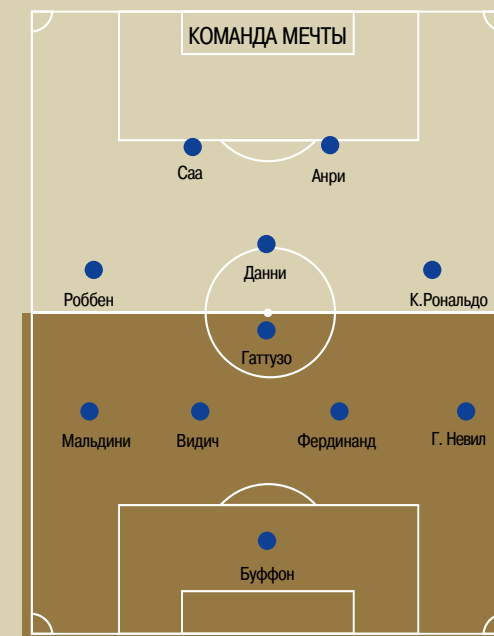 КОМАНДА МЕЧТЫ
Саа
Анри
Данни
Роббен
К.Рональдо
Гаттузо
Мальдини
Видич
Фердинанд
Г. Невил
Буффон